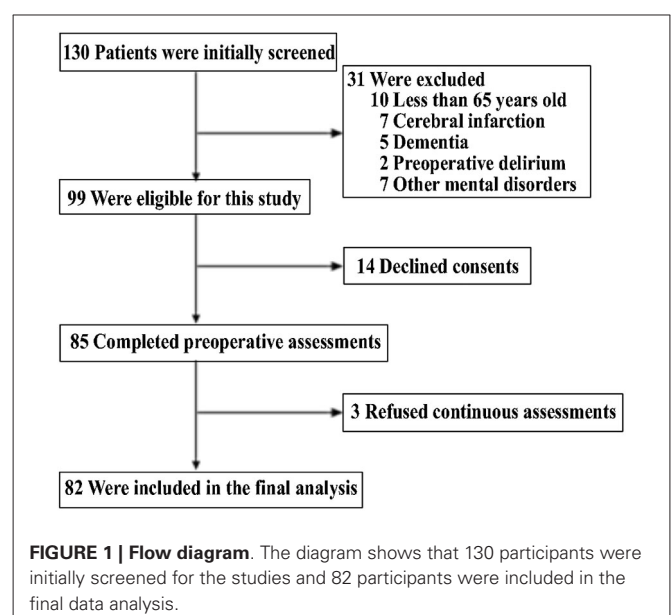 130 Patients were initially screened
31 Were excluded
10 Less than 65 years old
7 Cerebral infarction
5 Dementia
2 Preoperative delirium
7 Other mental disorders
99 Were eligible for this study
14 Declined consents
85 Completed preoperative assessments
3 Refused continuous assessments
82 Were included in the final analysis
FIGURE 1 | Flow diagram. The diagram shows that 130 participants were
initially screened for the studies and 82 participants were included in the
final data analysis.